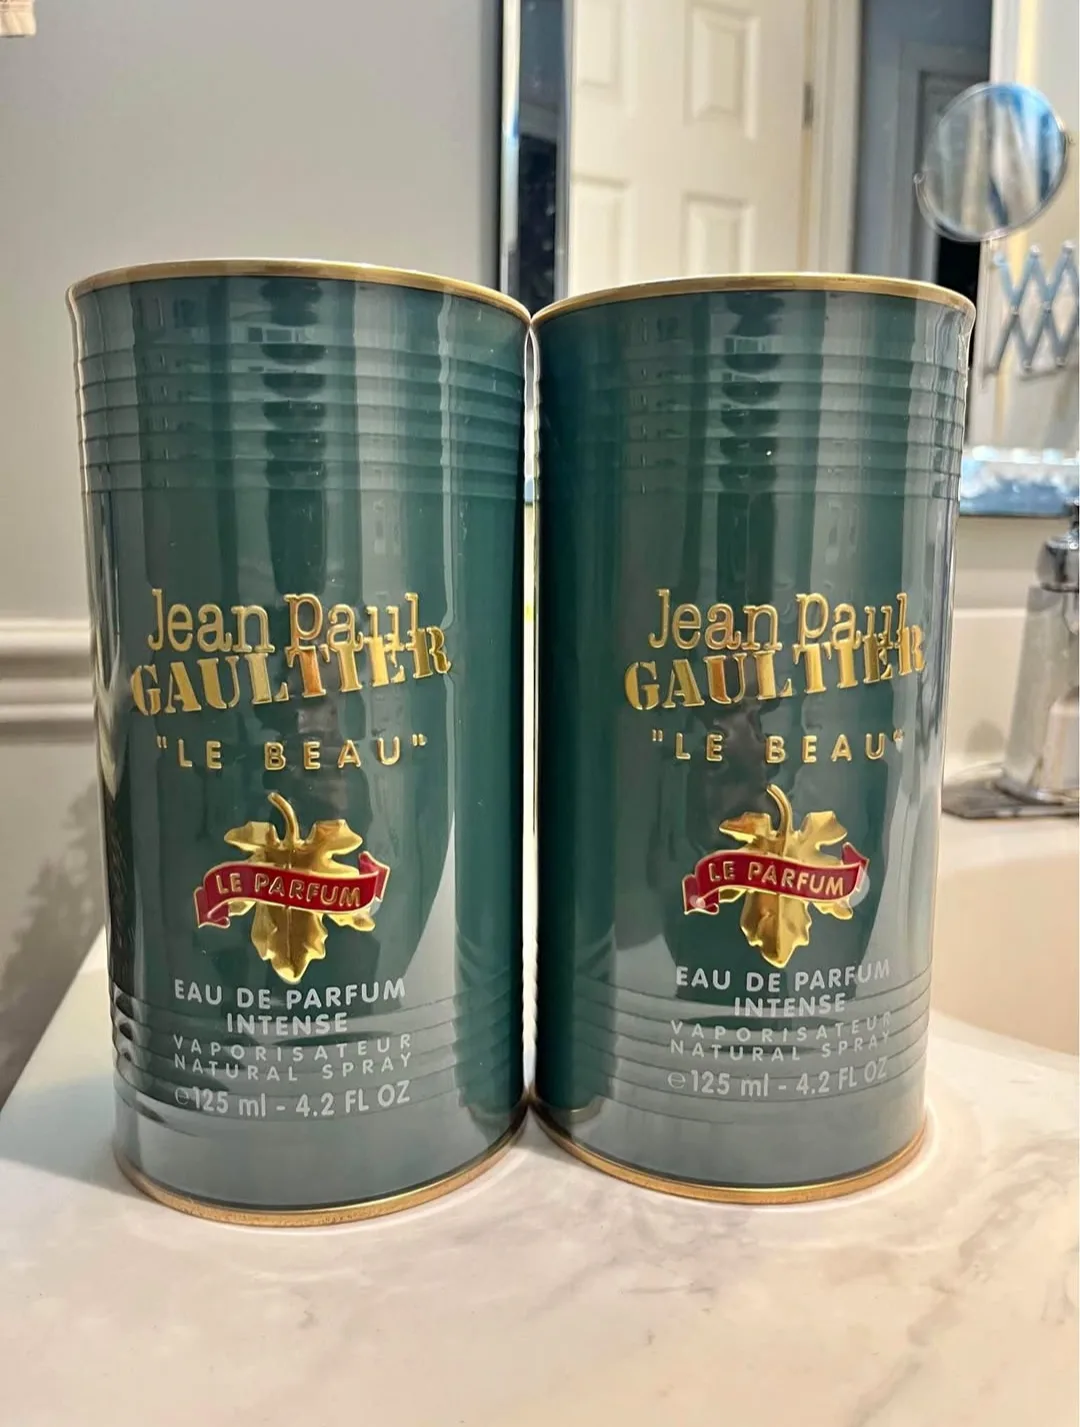 Jean Paul
GAULTIER
"LE BEAU"
LE PARFUM
EAU DE PARFUM
INTENSE
VAPORISATEUR
NATURAL SPRAY
℮125 ml - 4.2 FL OZ
Jean Paul
GAULTIER
"LE BEAU"
LE PARFUM
EAU DE PARFUM
INTENSE
VAPORISATEUR
NATURAL SPRAY
℮125 ml - 4.2 FL OZ